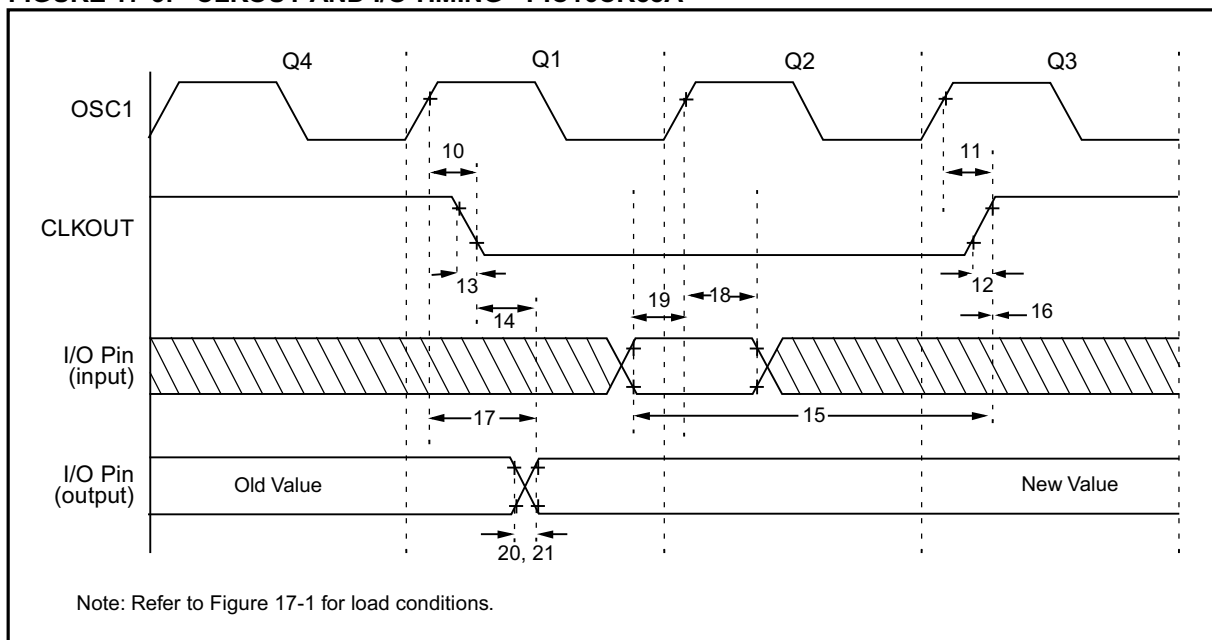 Q4 Q1 Q2 Q3
OSC1
10 11
CLKOUT
13 12
14 19 18 16
I/O Pin
(input)
17 15
I/O Pin
(output)
Old Value New Value
20, 21
Note: Refer to Figure 17-1 for load conditions.